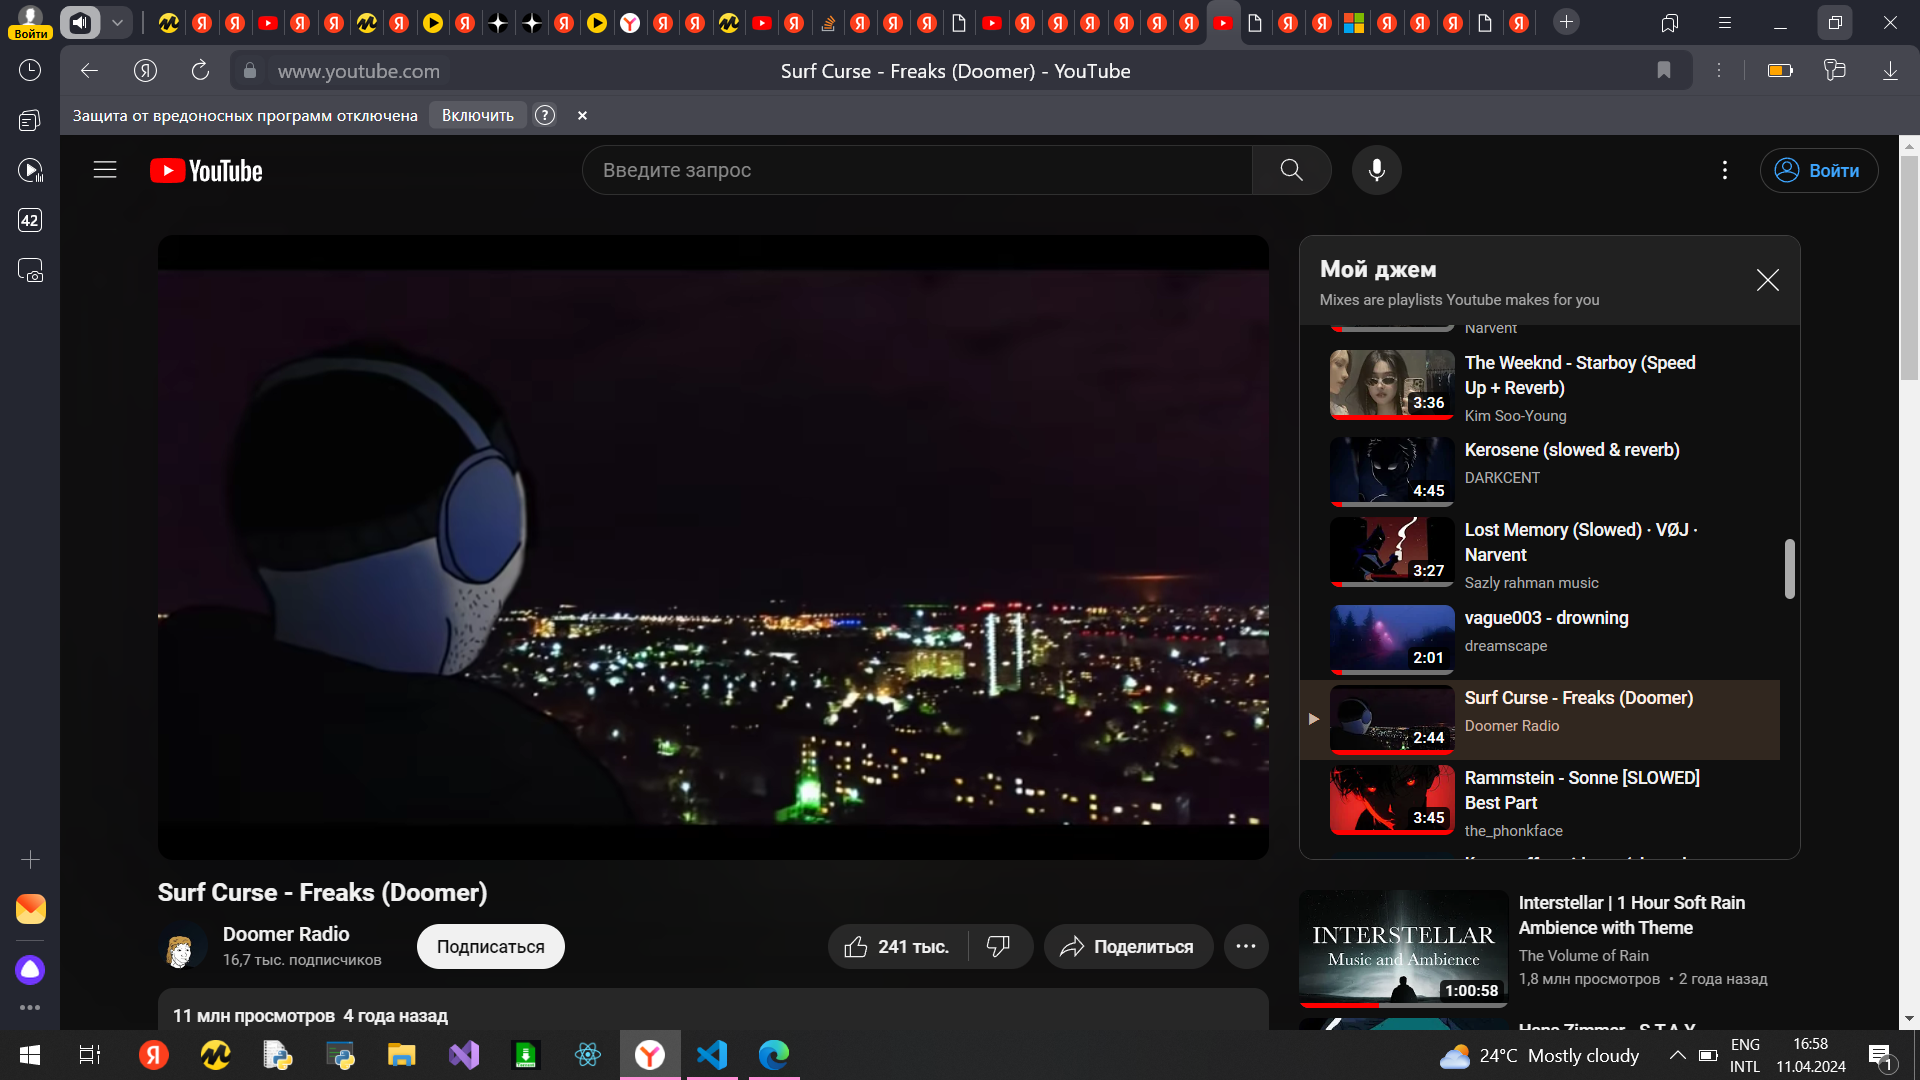 Войти
www.youtube.com
Surf Curse - Freaks (Doomer) - YouTube
Защита от вредоносных программ отключена
Включить
?
42
YouTube
Введите запрос
Войти
Мой джем
Mixes are playlists Youtube makes for you
Narvent
The Weeknd - Starboy (Speed
Up + Reverb)
Kim Soo-Young
3:36
Kerosene (slowed & reverb)
DARKCENT
4:45
Lost Memory (Slowed) · VØJ ·
Narvent
Sazly rahman music
3:27
vague003 - drowning
dreamscape
2:01
Surf Curse - Freaks (Doomer)
Doomer Radio
2:44
Rammstein - Sonne [SLOWED]
Best Part
the_phonkface
3:45
Surf Curse - Freaks (Doomer)
Doomer Radio
16,7 тыс. подписчиков
Подписаться
241 тыс.
Поделиться
11 млн просмотров 4 года назад
INTERSTELLAR
Music and Ambience
1:00:58
Interstellar | 1 Hour Soft Rain
Ambience with Theme
The Volume of Rain
1,8 млн просмотров • 2 года назад
Hans Zimmer - S.T.A.Y.
24°C Mostly cloudy
ENG
INTL
16:58
11.04.2024
1